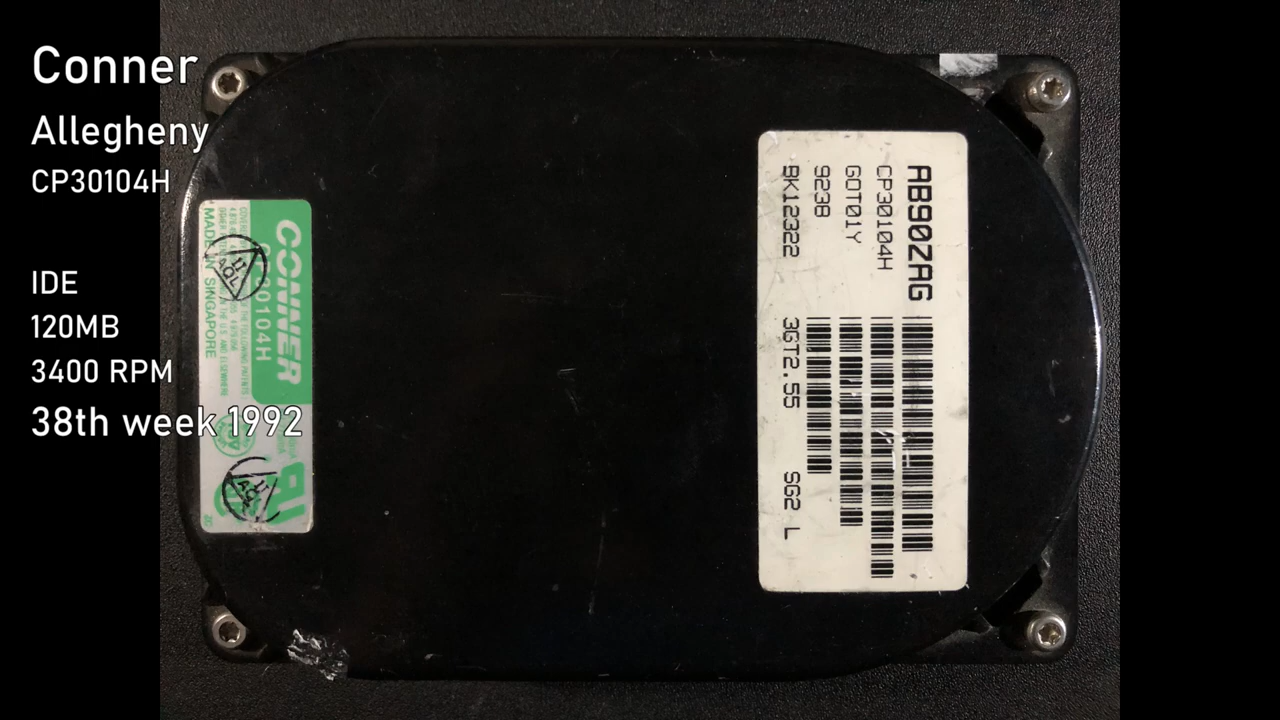 Conner
Allegheny
CP30104H
IDE
120MB
3400 RPM
38th week 1992
CONNER
CP30104H
MADE IN SINGAPORE
AB90ZAG
CP30104H
GOT01Y
9238
BK12322 3GT2.55 SG2 L